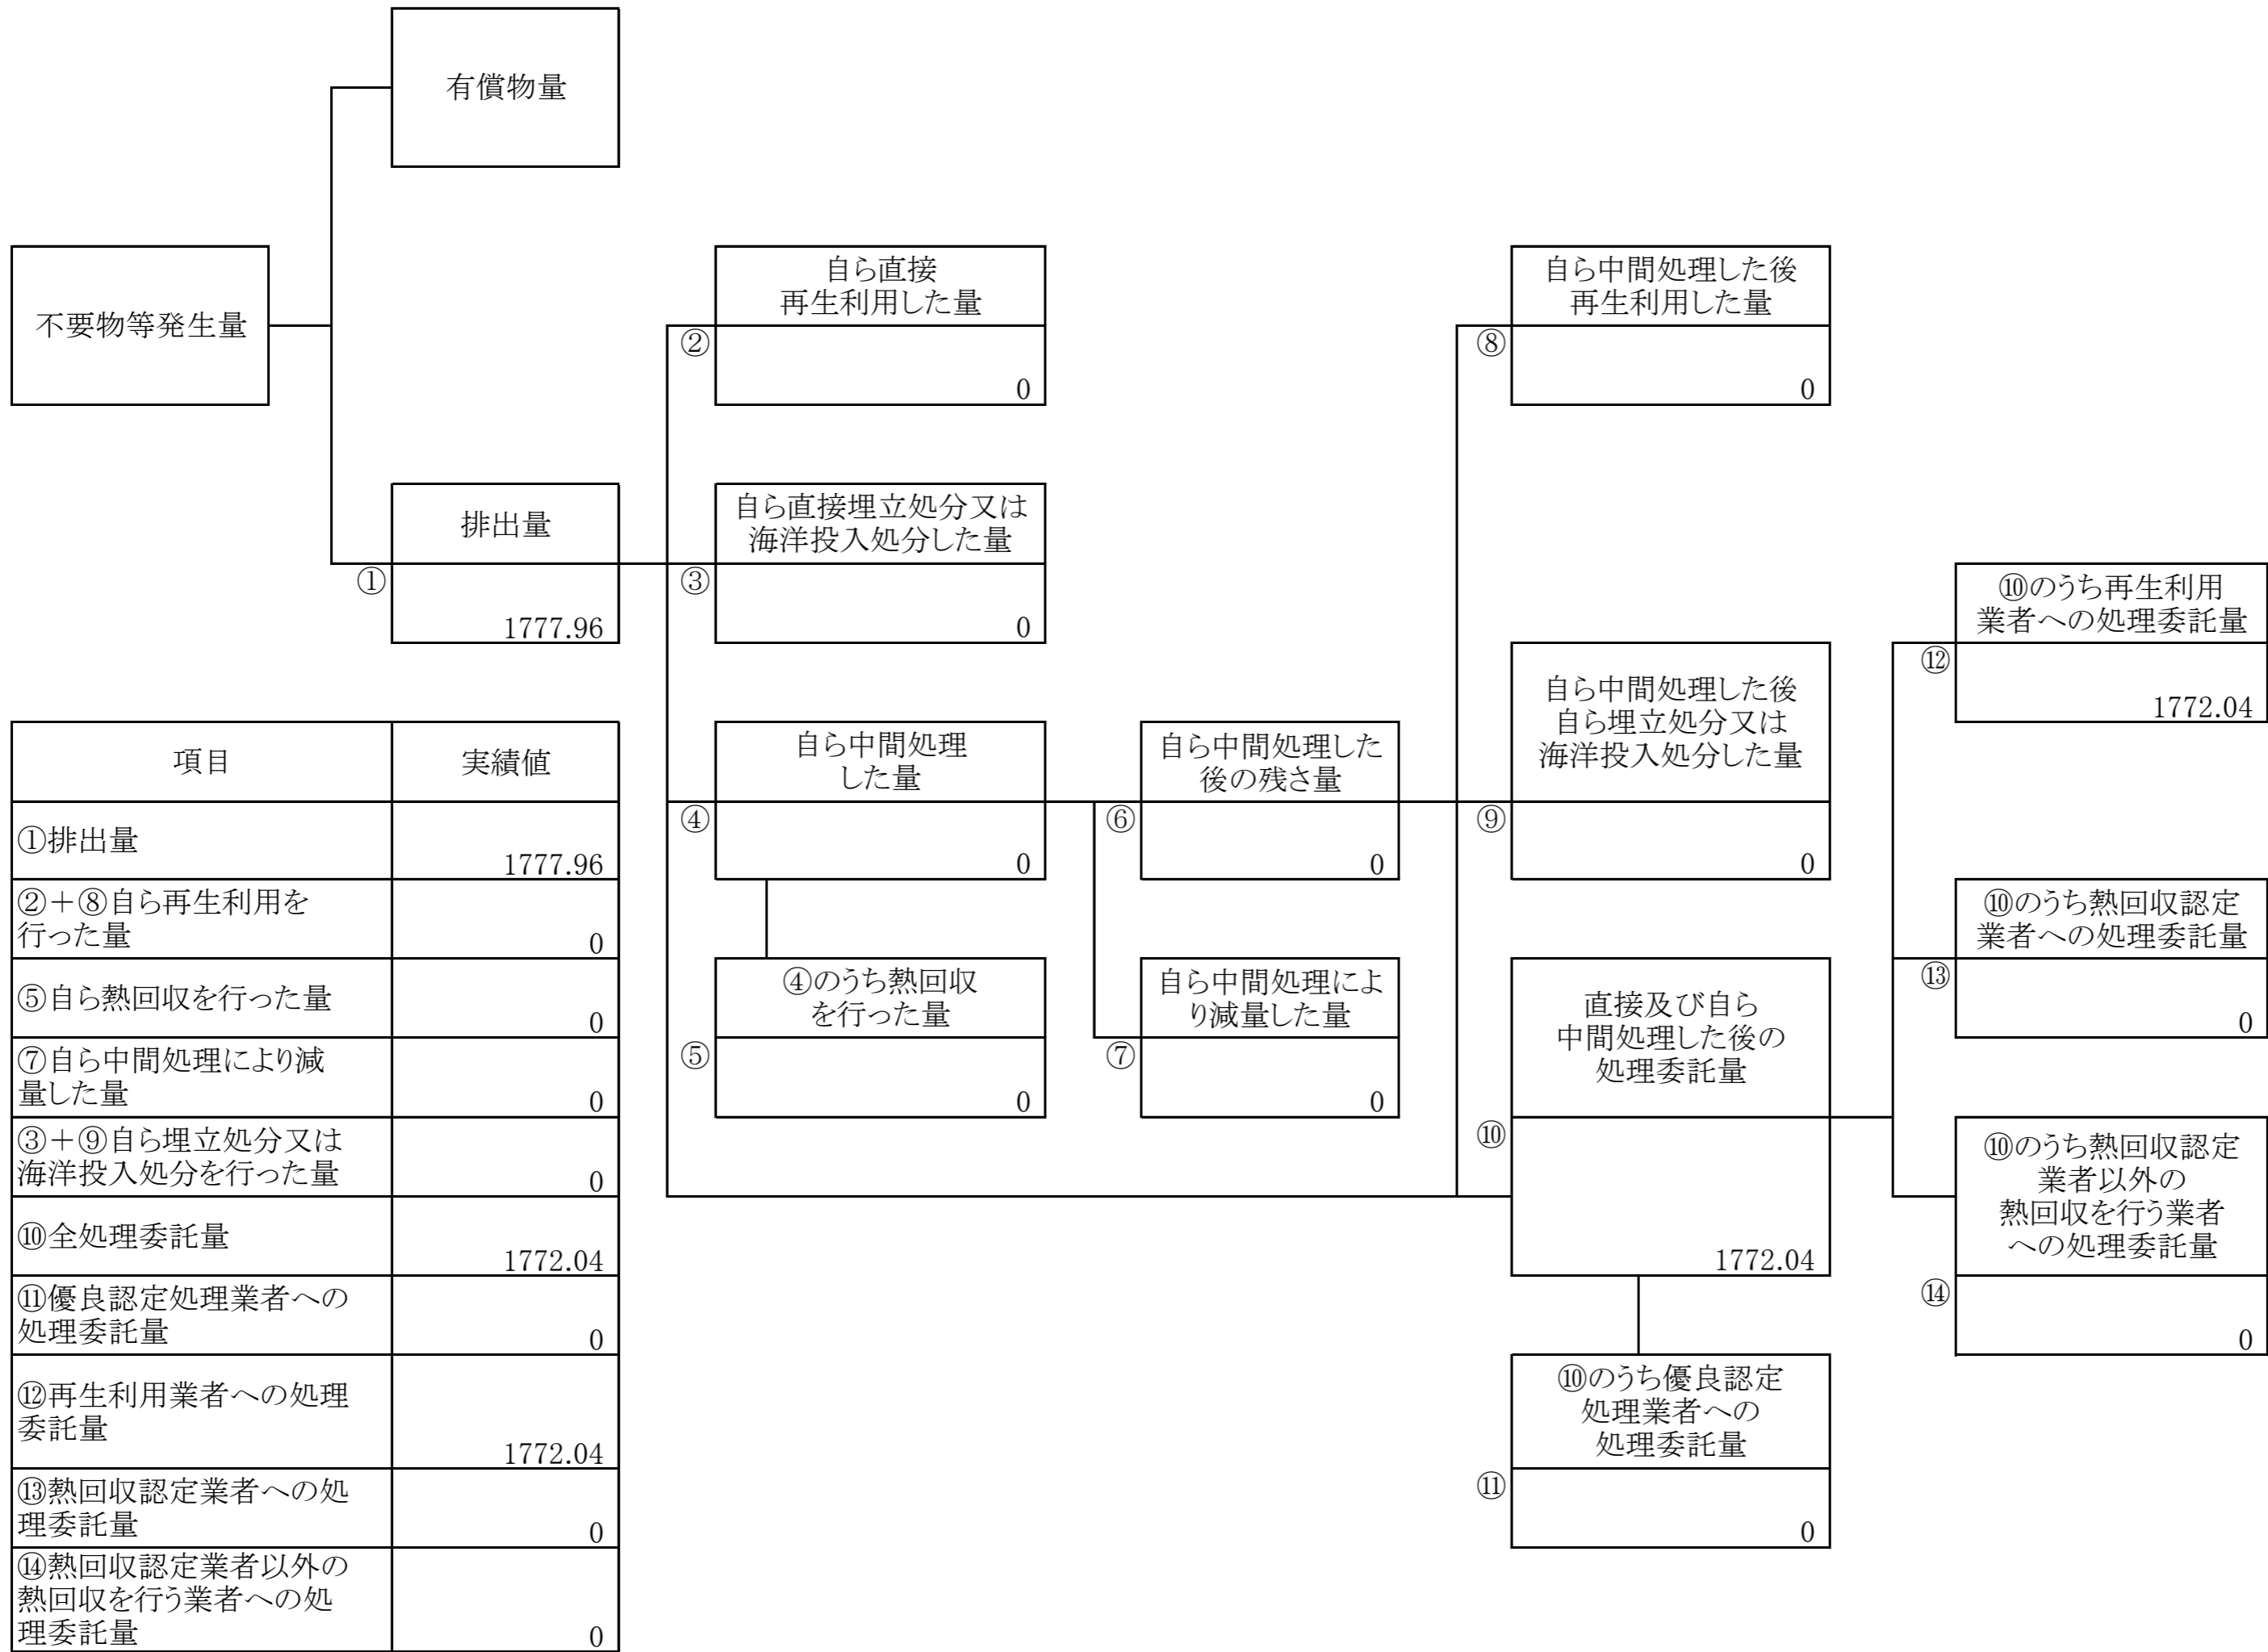 有償物量
不要物等発生量
排出量
①
1777.96
自ら直接
再生利用した量
②
0
自ら直接埋立処分又は
海洋投入処分した量
③
0
自ら中間処理
した量
④
0
④のうち熱回収
を行った量
⑤
0
自ら中間処理した
後の残さ量
⑥
0
自ら中間処理によ
り減量した量
⑦
0
自ら中間処理した後
再生利用した量
⑧
0
自ら中間処理した後
自ら埋立処分又は
海洋投入処分した量
⑨
0
直接及び自ら
中間処理した後の
処理委託量
⑩
1772.04
⑩のうち優良認定
処理業者への
処理委託量
⑪
0
⑩のうち再生利用
業者への処理委託量
⑫
1772.04
⑩のうち熱回収認定
業者への処理委託量
⑬
0
⑩のうち熱回収認定
業者以外の
熱回収を行う業者
への処理委託量
⑭
0
項目 実績値
①排出量
1777.96
②+⑧自ら再生利用を
行った量
0
⑤自ら熱回収を行った量
0
⑦自ら中間処理により減
量した量
0
③+⑨自ら埋立処分又は
海洋投入処分を行った量
0
⑩全処理委託量
1772.04
⑪優良認定処理業者への
処理委託量
0
⑫再生利用業者への処理
委託量
1772.04
⑬熱回収認定業者への処
理委託量
0
⑭熱回収認定業者以外の
熱回収を行う業者への処
理委託量
0